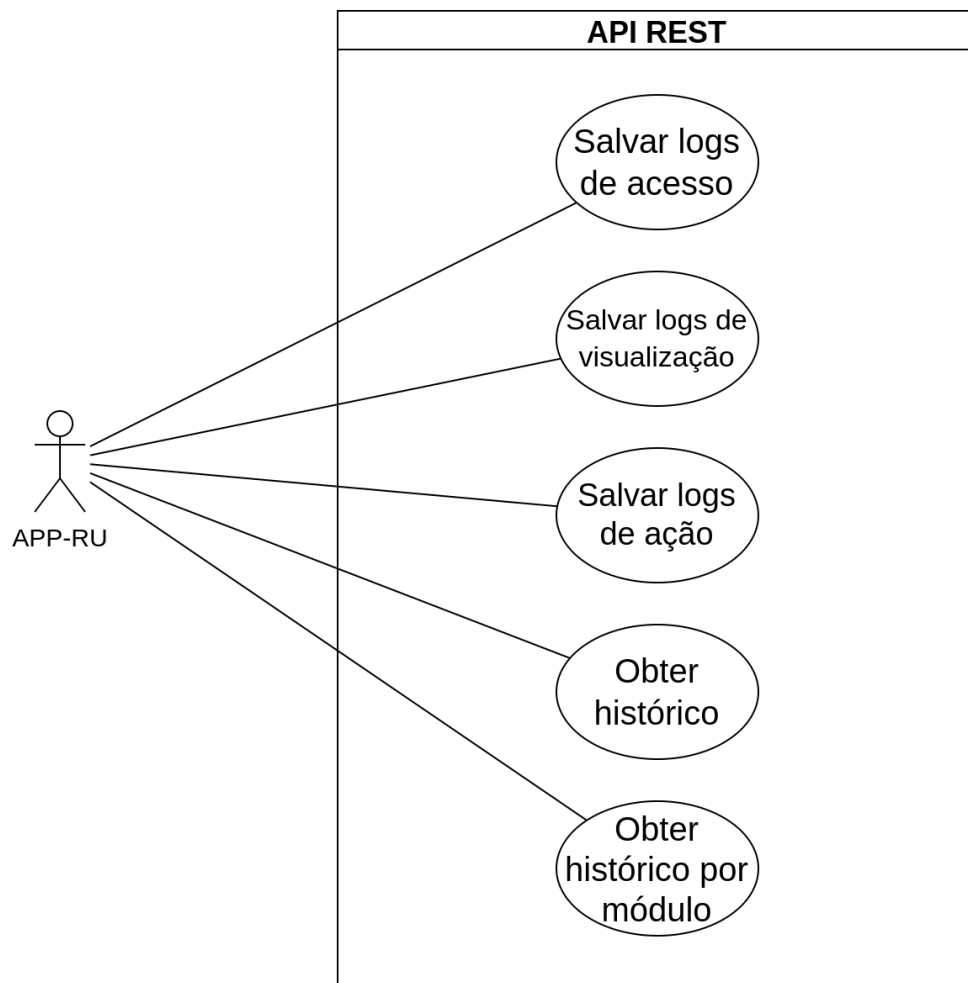 API REST
Salvar logs
de acesso
Salvar logs de
visualização
Salvar logs
de ação
APP-RU
Obter
histórico
Obter
histórico por
módulo